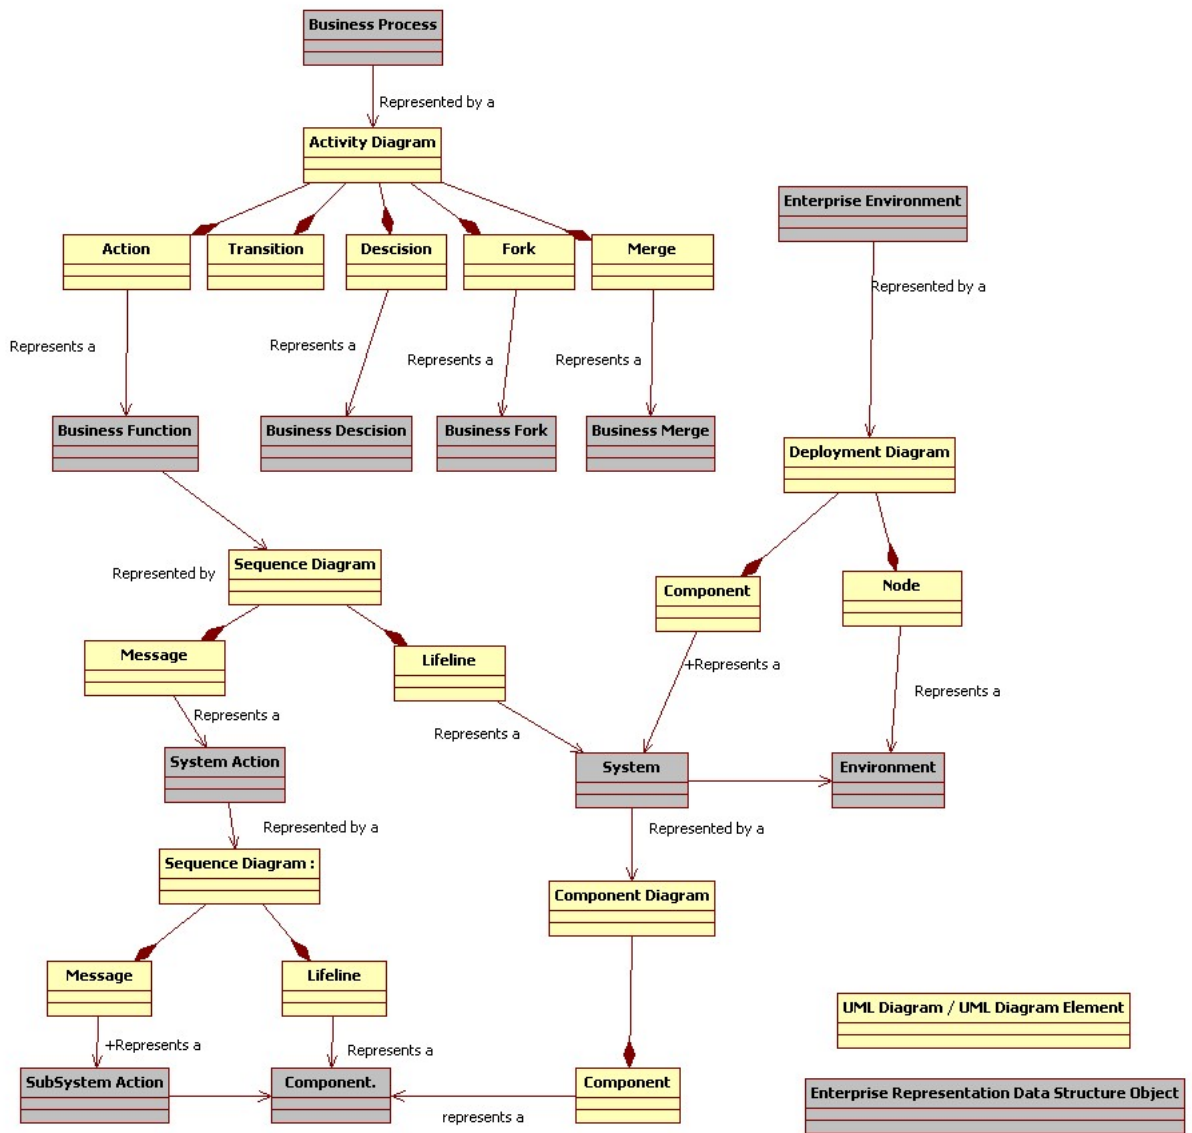 Business Process
Represented by a
Activity Diagram
Enterprise Environment
Action
Transition
Descision
Fork
Merge
Represented by a
Represents a
Represents a
Represents a
Represents a
Business Function
Business Descision
Business Fork
Business Merge
Deployment Diagram
Sequence Diagram
Represented by
Component
Node
Message
Lifeline
+Represents a
Represents a
Represents a
Represents a
System Action
System
Environment
Represented by a
Represented by a
Sequence Diagram :
Component Diagram
Message
Lifeline
UML Diagram / UML Diagram Element
+Represents a
Represents a
SubSystem Action
Component.
Component
represents a
Enterprise Representation Data Structure Object